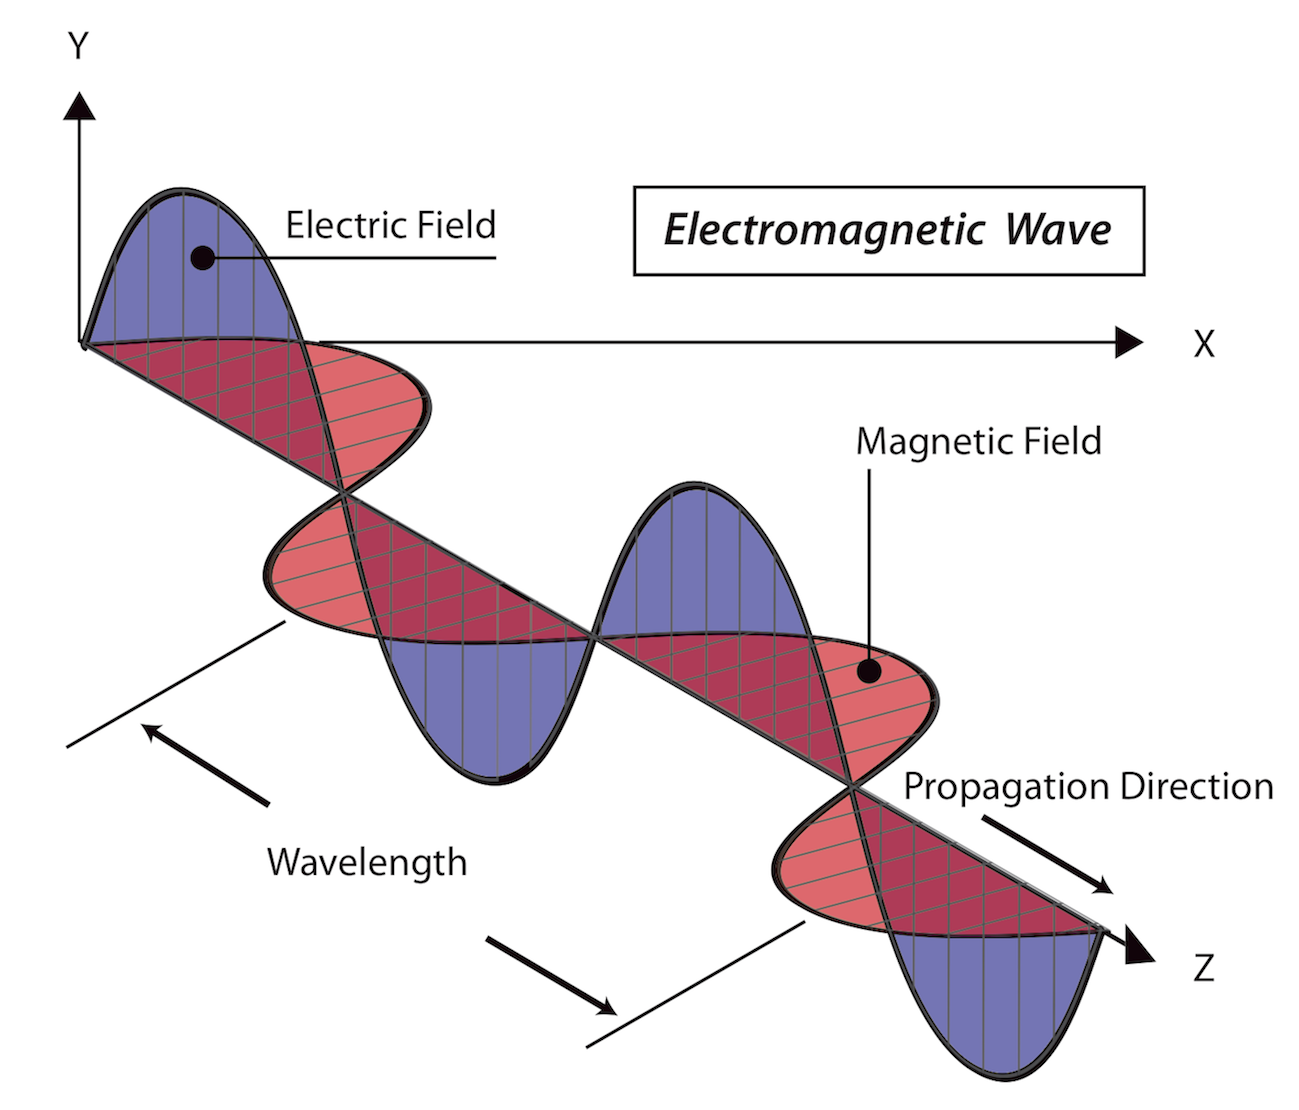 Y
Electric Field
Electromagnetic Wave
X
Magnetic Field
Propagation Direction
Wavelength
Z